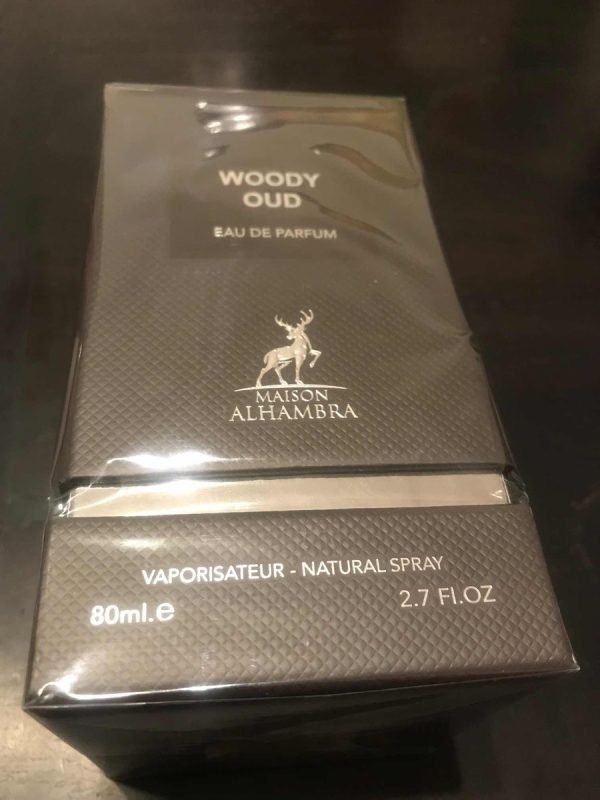 WOODY
OUD
EAU DE PARFUM
MAISON
ALHAMBRA
VAPORISATEUR - NATURAL SPRAY
80ml.e
2.7 Fl.OZ